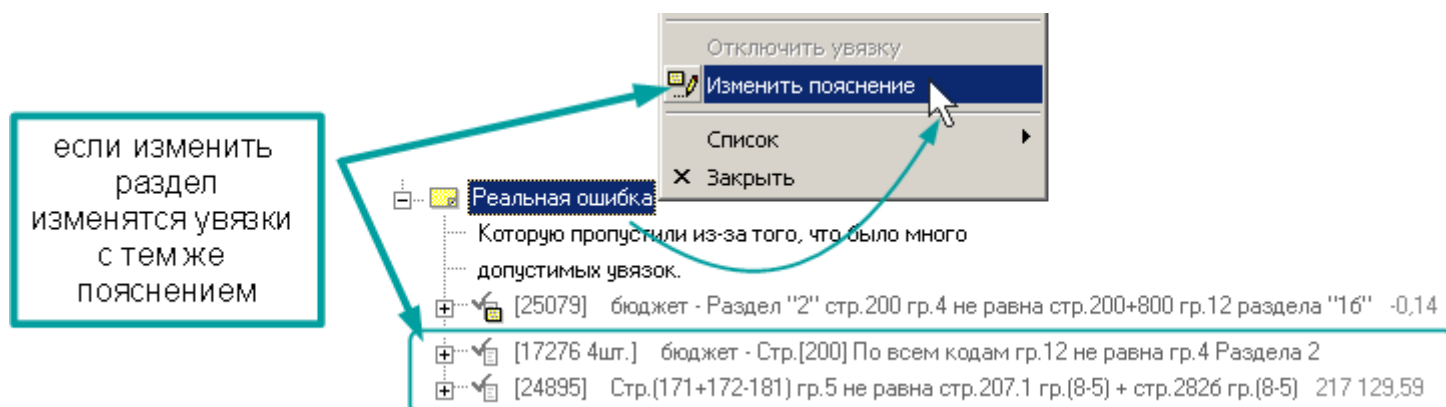 Отключить увязку
Изменить пояснение
Список
Закрыть
если изменить
раздел
изменятся увязки
с тем же
пояснением
Реальная ошибка
Которую пропустили из-за того, что было много
допустимых увязок.
[25079] бюджет - Раздел "2" стр.200 гр.4 не равна стр.200+800 гр.12 раздела "1б" -0,14
[17276 4шт.] бюджет - Стр.[200] По всем кодам гр.12 не равна гр.4 Раздела 2
[24895] Стр.(171+172-181) гр.5 не равна стр.207.1 гр.(8-5) + стр.282б гр.(8-5) 217 129,59